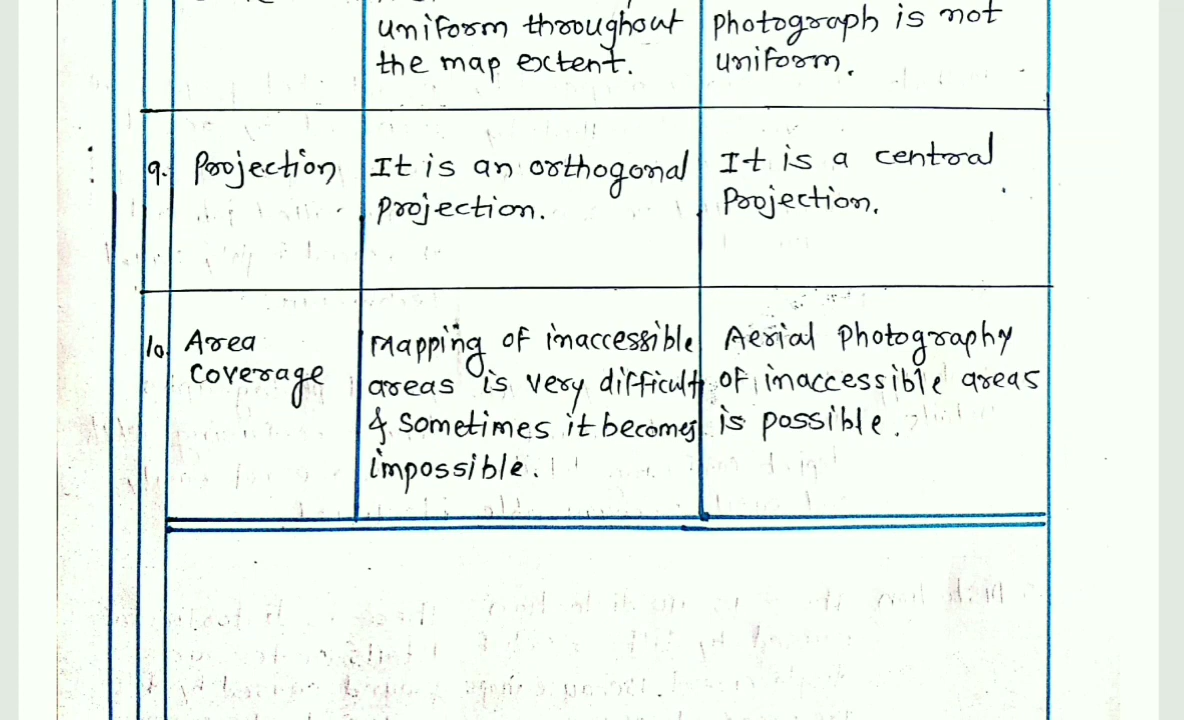 uniform throughout
the map extent.
Photograph is not
uniform.
9. Projection
It is an orthogonal
Projection.
It is a central
Projection.
10. Area
Coverage
Mapping of inaccessible
areas is very difficult
& sometimes it becomes
impossible.
Aerial Photography
of inaccessible areas
is possible.